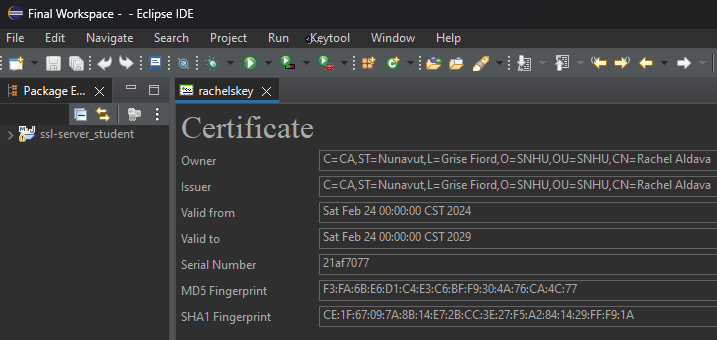 Final Workspace - - Eclipse IDE
File Edit Navigate Search Project Run Keytool Window Help
Package E...
rachelskey
ssl-server_student
Certificate
Owner C=CA,ST=Nunavut,L=Grise Fiord,O=SNHU,OU=SNHU,CN=Rachel Aldava
Issuer C=CA,ST=Nunavut,L=Grise Fiord,O=SNHU,OU=SNHU,CN=Rachel Aldava
Valid from Sat Feb 24 00:00:00 CST 2024
Valid to Sat Feb 24 00:00:00 CST 2029
Serial Number 21af7077
MD5 Fingerprint F3:FA:6B:E6:D1:C4:E3:C6:BF:F9:30:4A:76:CA:4C:77
SHA1 Fingerprint CE:1F:67:09:7A:8B:14:E7:2B:CC:3E:27:F5:A2:84:14:29:FF:F9:1A